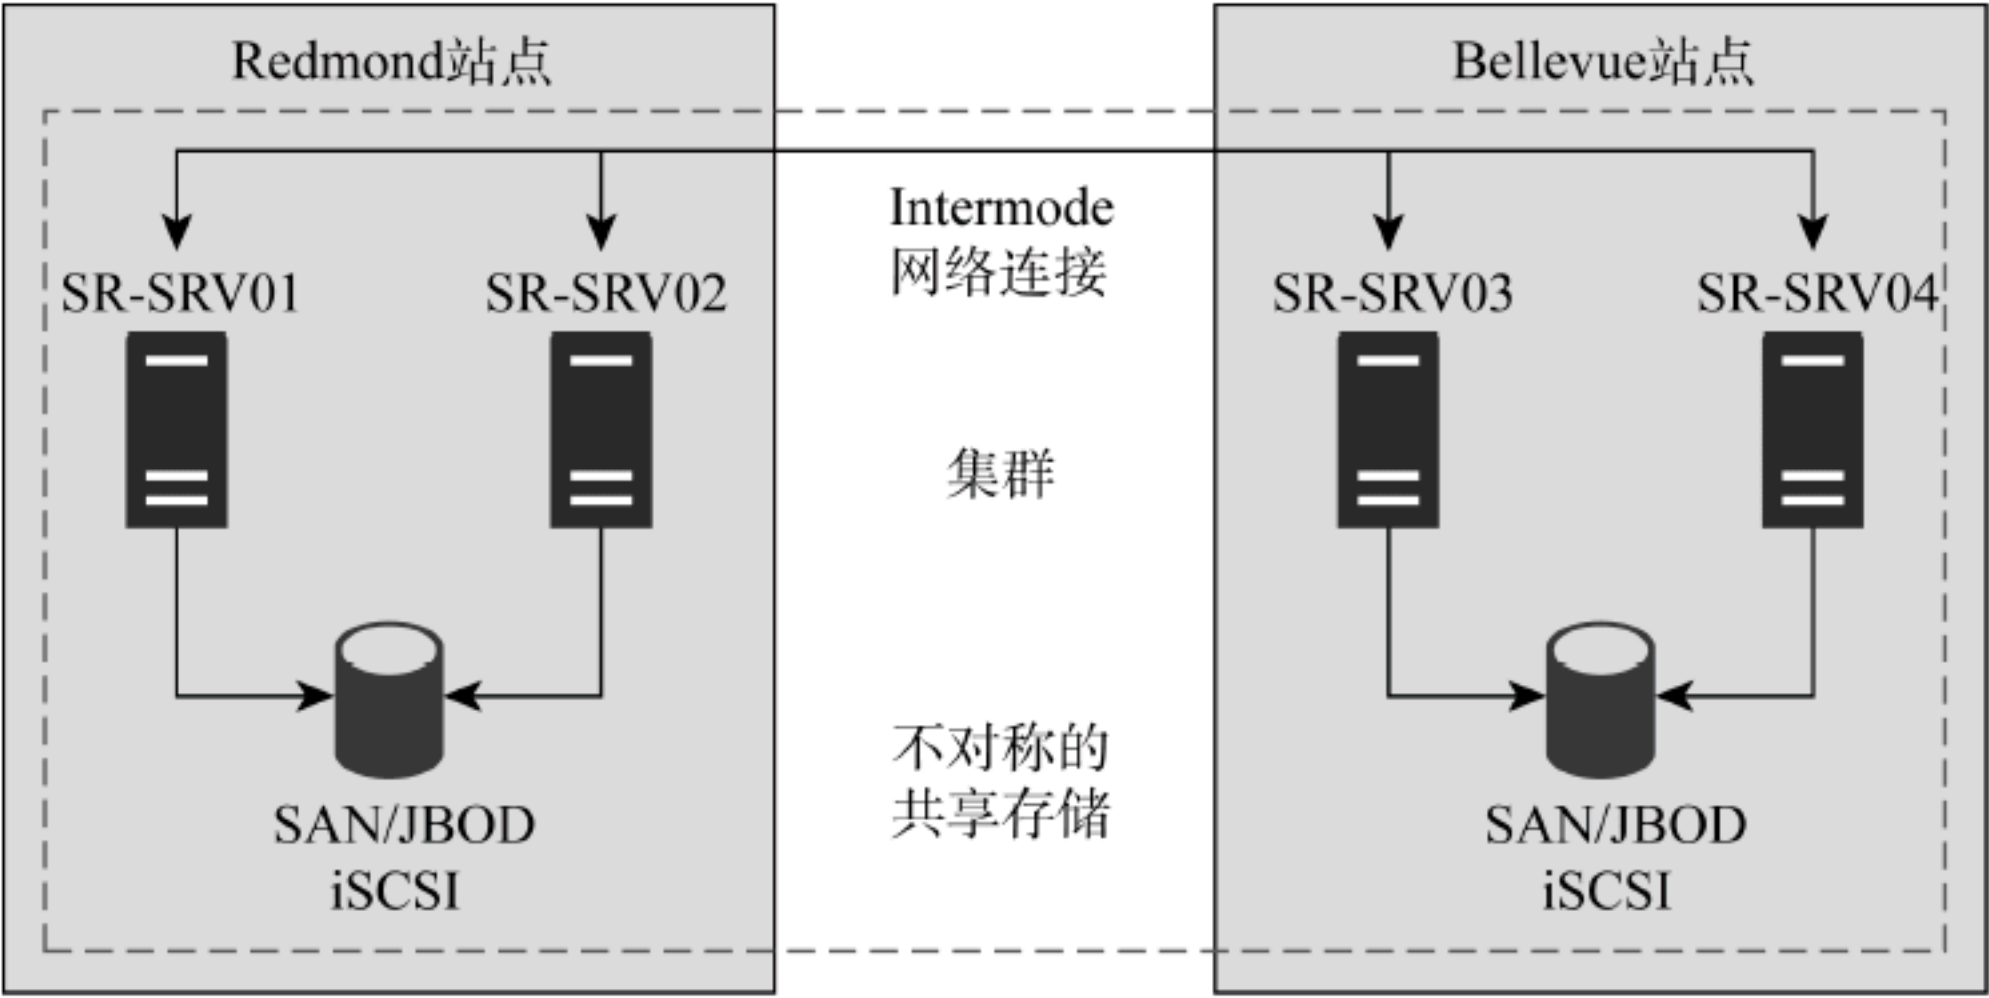 Redmond站点
Bellevue站点
Intermode
网络连接
SR-SRV01
SR-SRV02
SR-SRV03
SR-SRV04
集群
不对称的
共享存储
SAN/JBOD
iSCSI
SAN/JBOD
iSCSI